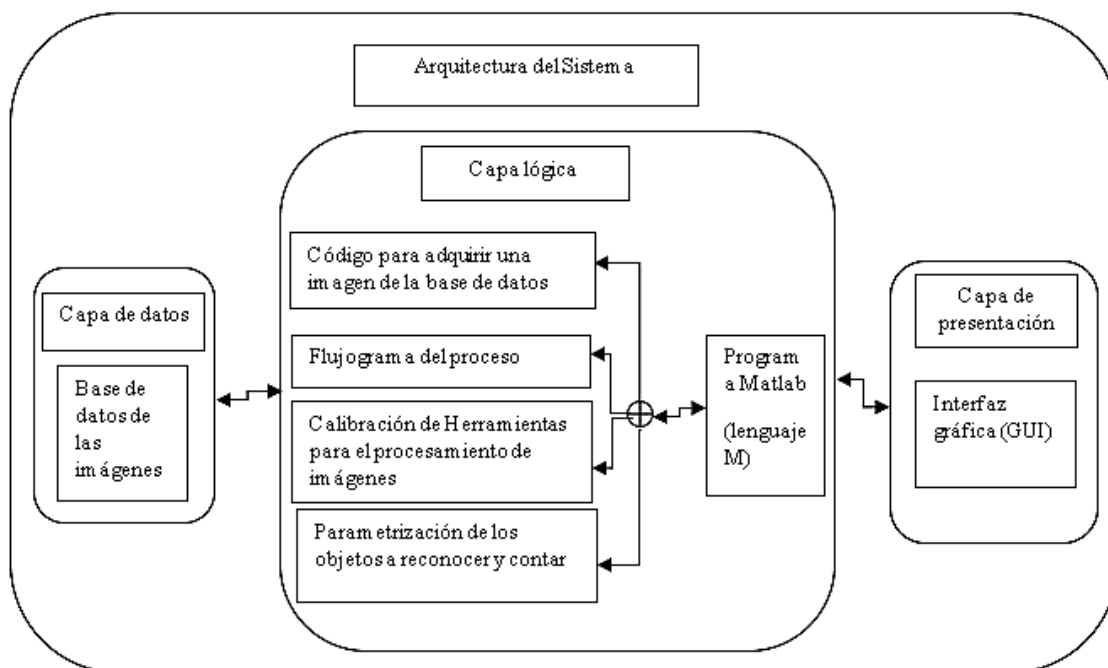 Arquitectura del Sistema
Capa lógica
Código para adquirir una
imagen de la base de datos
Capa de datos
Base de
datos de
las
imágenes
Flujograma del proceso
Calibración de Herramientas
para el procesamiento de
imágenes
Parametrización de los
objetos a reconocer y contar
Program
a Matlab
(lenguaje
M)
Capa de
presentación
Interfaz
gráfica (GUI)